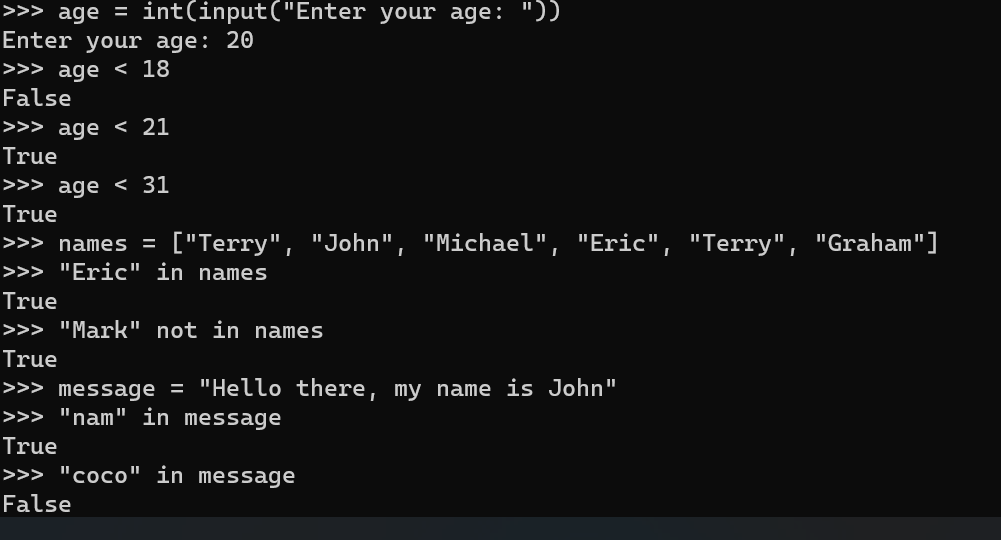 >>> age = int(input("Enter your age: "))
Enter your age: 20
>>> age < 18
False
>>> age < 21
True
>>> age < 31
True
>>> names = ["Terry", "John", "Michael", "Eric", "Terry", "Graham"]
>>> "Eric" in names
True
>>> "Mark" not in names
True
>>> message = "Hello there, my name is John"
>>> "nam" in message
True
>>> "coco" in message
False